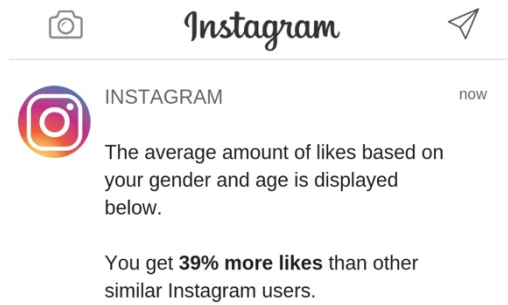 Instagram
INSTAGRAM now
The average amount of likes based on
your gender and age is displayed
below.
You get 39% more likes than other
similar Instagram users.